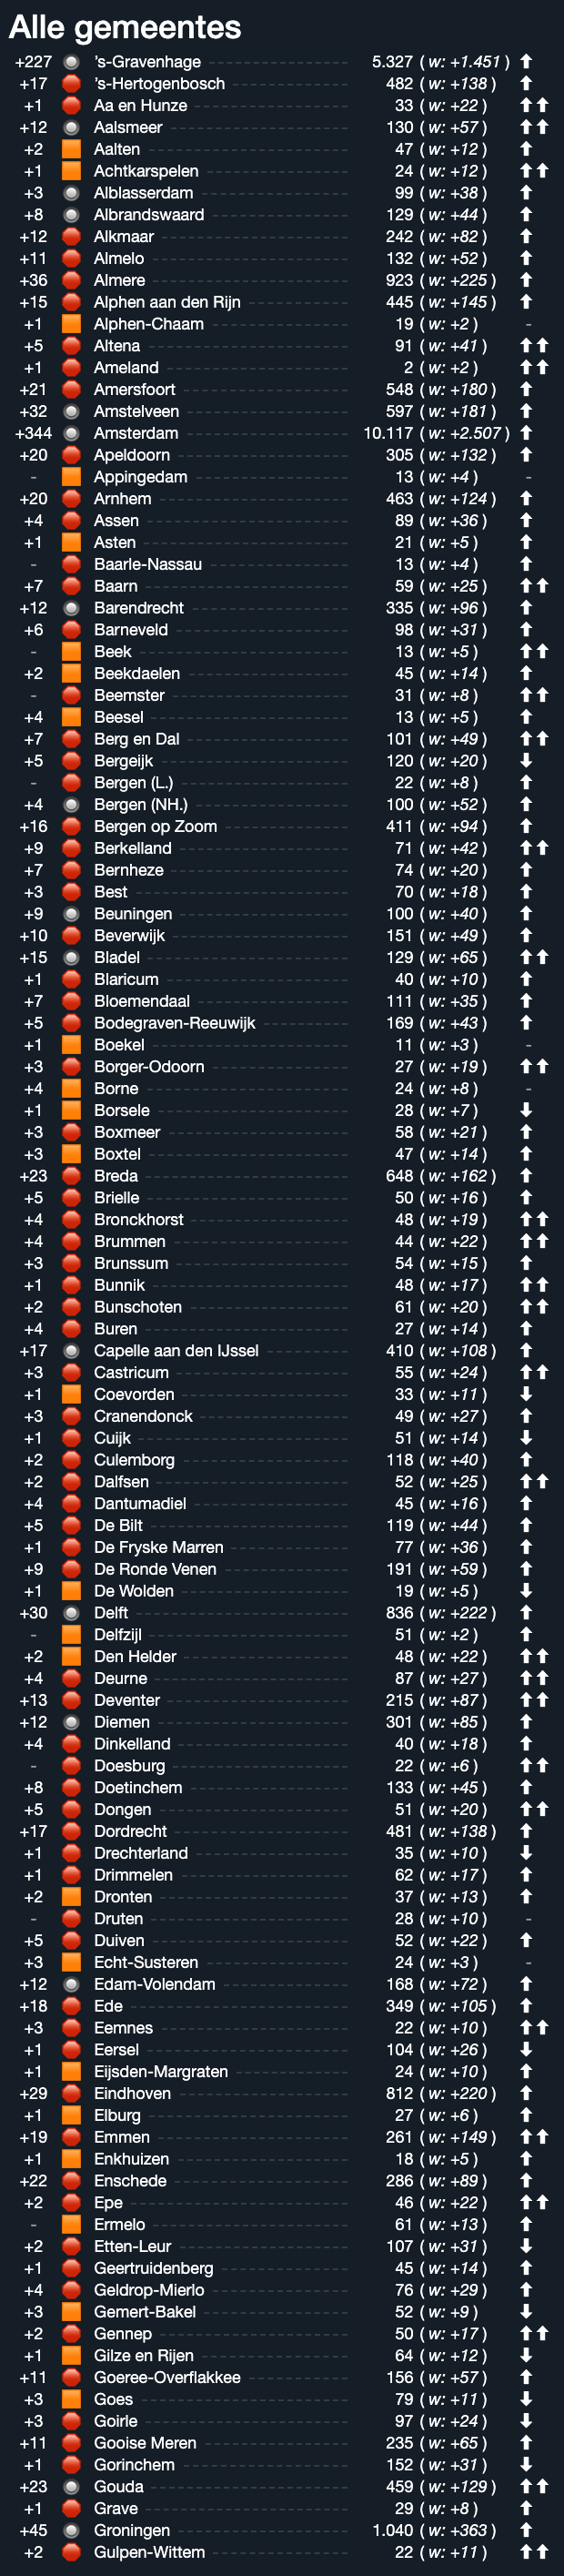 Alle gemeentes
+227 's-Gravenhage 5.327 ( w: +1.451 )
+17 's-Hertogenbosch 482 ( w: +138 )
+1 Aa en Hunze 33 ( w: +22 )
+12 Aalsmeer 130 ( w: +57 )
+2 Aalten 47 ( w: +12 )
+1 Achtkarspelen 24 ( w: +12 )
+3 Alblasserdam 99 ( w: +38 )
+8 Albrandswaard 129 ( w: +44 )
+12 Alkmaar 242 ( w: +82 )
+11 Almelo 132 ( w: +52 )
+36 Almere 923 ( w: +225 )
+15 Alphen aan den Rijn 445 ( w: +145 )
+1 Alphen-Chaam 19 ( w: +2 ) -
+5 Altena 91 ( w: +41 )
+1 Ameland 2 ( w: +2 )
+21 Amersfoort 548 ( w: +180 )
+32 Amstelveen 597 ( w: +181 )
+344 Amsterdam 10.117 ( w: +2.507 )
+20 Apeldoorn 305 ( w: +132 )
- Appingedam 13 ( w: +4 ) -
+20 Arnhem 463 ( w: +124 )
+4 Assen 89 ( w: +36 )
+1 Asten 21 ( w: +5 )
- Baarle-Nassau 13 ( w: +4 )
+7 Baarn 59 ( w: +25 )
+12 Barendrecht 335 ( w: +96 )
+6 Barneveld 98 ( w: +31 )
- Beek 13 ( w: +5 )
+2 Beekdaelen 45 ( w: +14 )
- Beemster 31 ( w: +8 )
+4 Beesel 13 ( w: +5 )
+7 Berg en Dal 101 ( w: +49 )
+5 Bergeijk 120 ( w: +20 )
- Bergen (L.) 22 ( w: +8 )
+4 Bergen (NH.) 100 ( w: +52 )
+16 Bergen op Zoom 411 ( w: +94 )
+9 Berkelland 71 ( w: +42 )
+7 Bernheze 74 ( w: +20 )
+3 Best 70 ( w: +18 )
+9 Beuningen 100 ( w: +40 )
+10 Beverwijk 151 ( w: +49 )
+15 Bladel 129 ( w: +65 )
+1 Blaricum 40 ( w: +10 )
+7 Bloemendaal 111 ( w: +35 )
+5 Bodegraven-Reeuwijk 169 ( w: +43 )
+1 Boekel 11 ( w: +3 ) -
+3 Borger-Odoorn 27 ( w: +19 )
+4 Borne 24 ( w: +8 ) -
+1 Borsele 28 ( w: +7 )
+3 Boxmeer 58 ( w: +21 )
+3 Boxtel 47 ( w: +14 )
+23 Breda 648 ( w: +162 )
+5 Brielle 50 ( w: +16 )
+4 Bronckhorst 48 ( w: +19 )
+4 Brummen 44 ( w: +22 )
+3 Brunssum 54 ( w: +15 )
+1 Bunnik 48 ( w: +17 )
+2 Bunschoten 61 ( w: +20 )
+4 Buren 27 ( w: +14 )
+17 Capelle aan den IJssel 410 ( w: +108 )
+3 Castricum 55 ( w: +24 )
+1 Coevorden 33 ( w: +11 )
+3 Cranendonck 49 ( w: +27 )
+1 Cuijk 51 ( w: +14 )
+2 Culemborg 118 ( w: +40 )
+2 Dalfsen 52 ( w: +25 )
+4 Dantumadiel 45 ( w: +16 )
+5 De Bilt 119 ( w: +44 )
+1 De Fryske Marren 77 ( w: +36 )
+9 De Ronde Venen 191 ( w: +59 )
+1 De Wolden 19 ( w: +5 )
+30 Delft 836 ( w: +222 )
- Delfzijl 51 ( w: +2 )
+2 Den Helder 48 ( w: +22 )
+4 Deurne 87 ( w: +27 )
+13 Deventer 215 ( w: +87 )
+12 Diemen 301 ( w: +85 )
+4 Dinkelland 40 ( w: +18 )
- Doesburg 22 ( w: +6 )
+8 Doetinchem 133 ( w: +45 )
+5 Dongen 51 ( w: +20 )
+17 Dordrecht 481 ( w: +138 )
+1 Drechterland 35 ( w: +10 )
+1 Drimmelen 62 ( w: +17 )
+2 Dronten 37 ( w: +13 )
- Druten 28 ( w: +10 ) -
+5 Duiven 52 ( w: +22 )
+3 Echt-Susteren 24 ( w: +3 ) -
+12 Edam-Volendam 168 ( w: +72 )
+18 Ede 349 ( w: +105 )
+3 Eemnes 22 ( w: +10 )
+1 Eersel 104 ( w: +26 )
+1 Eijsden-Margraten 24 ( w: +10 )
+29 Eindhoven 812 ( w: +220 )
+1 Elburg 27 ( w: +6 )
+19 Emmen 261 ( w: +149 )
+1 Enkhuizen 18 ( w: +5 )
+22 Enschede 286 ( w: +89 )
+2 Epe 46 ( w: +22 )
- Ermelo 61 ( w: +13 )
+2 Etten-Leur 107 ( w: +31 )
+1 Geertruidenberg 45 ( w: +14 )
+4 Geldrop-Mierlo 76 ( w: +29 )
+3 Gemert-Bakel 52 ( w: +9 )
+2 Gennep 50 ( w: +17 )
+1 Gilze en Rijen 64 ( w: +12 )
+11 Goeree-Overflakkee 156 ( w: +57 )
+3 Goes 79 ( w: +11 )
+3 Goirle 97 ( w: +24 )
+11 Gooise Meren 235 ( w: +65 )
+1 Gorinchem 152 ( w: +31 )
+23 Gouda 459 ( w: +129 )
+1 Grave 29 ( w: +8 )
+45 Groningen 1.040 ( w: +363 )
+2 Gulpen-Wittem 22 ( w: +11 )